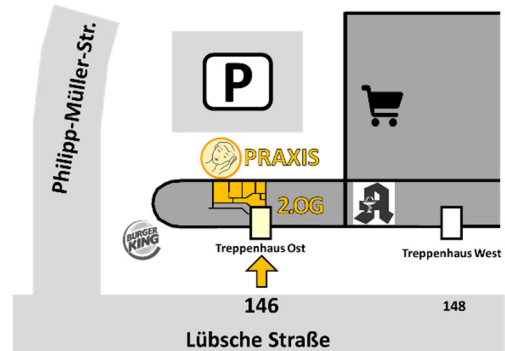 Philipp-Müller-Str.
P
PRAXIS
2.OG
A
BURGER
KING
Treppenhaus Ost
Treppenhaus West
146
148
Lübsche Straße